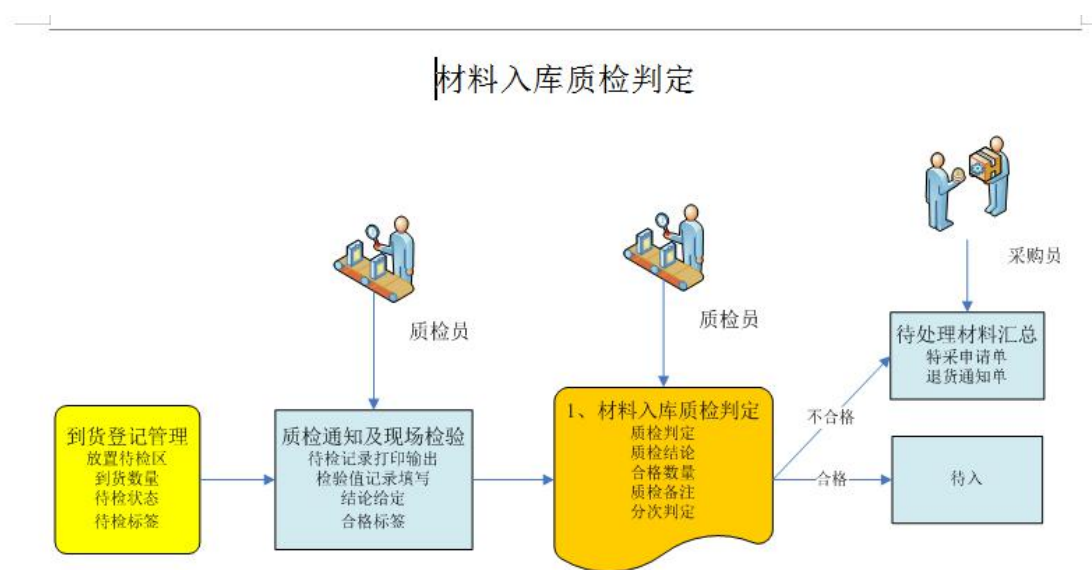 材料入库质检判定
采购员
质检员
质检员
到货登记管理
放置待检区
到货数量
待检状态
待检标签
质检通知及现场检验
待检记录打印输出
检验值记录填写
结论给定
合格标签
1、材料入库质检判定
质检判定
质检结论
合格数量
质检备注
分次判定
不合格
合格
待处理材料汇总
特采申请单
退货通知单
待入